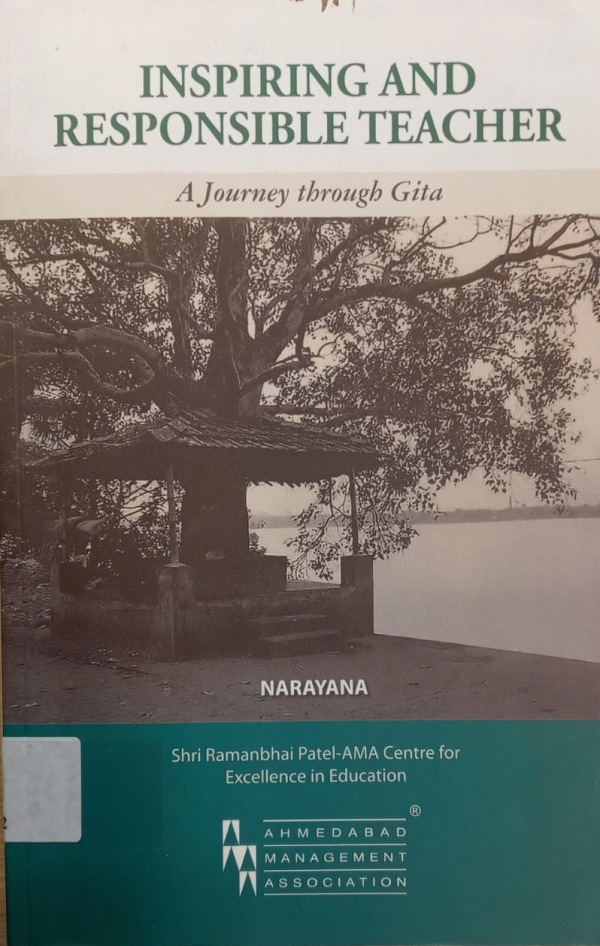 INSPIRING AND
RESPONSIBLE TEACHER
A Journey through Gita
NARAYANA
Shri Ramanbhai Patel-AMA Centre for
Excellence in Education
®
AHMEDABAD
MANAGEMENT
ASSOCIATION